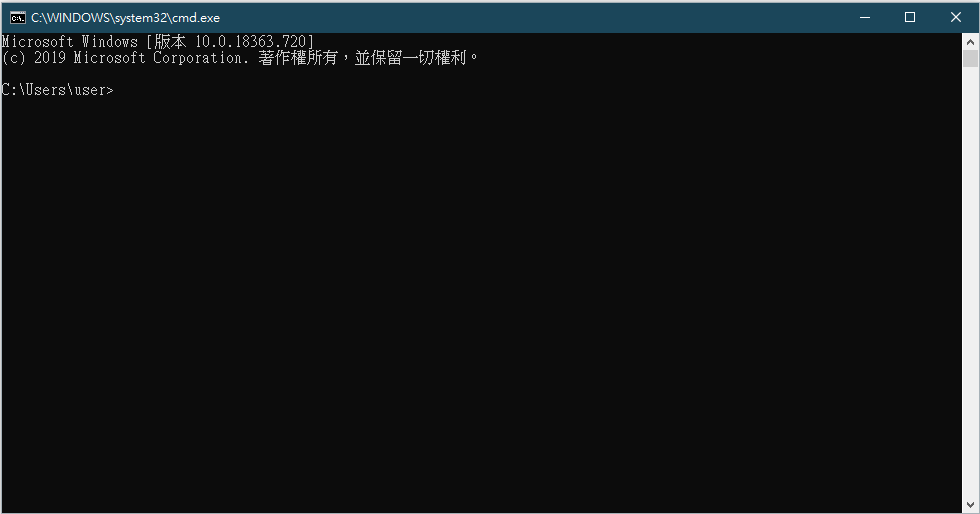 C:\WINDOWS\system32\cmd.exe
Microsoft Windows [版本 10.0.18363.720]
(c) 2019 Microsoft Corporation. 著作權所有，並保留一切權利。
C:\Users\user>